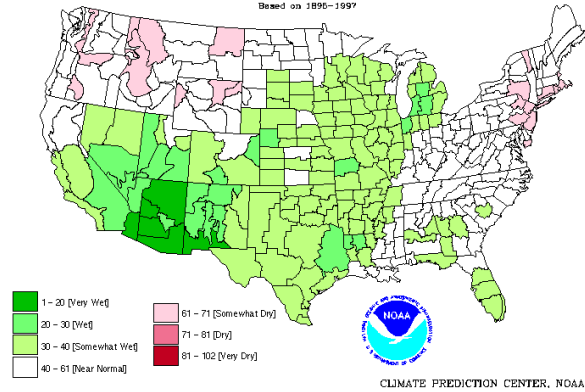 Based on 1895-1997
1 - 20 [Very Wet]
20 - 30 [Wet]
30 - 40 [Somewhat Wet]
40 - 61 [Near Normal]
61 - 71 [Somewhat Dry]
71 - 81 [Dry]
81 - 102 [Very Dry]
NOAA
CLIMATE PREDICTION CENTER, NOAA